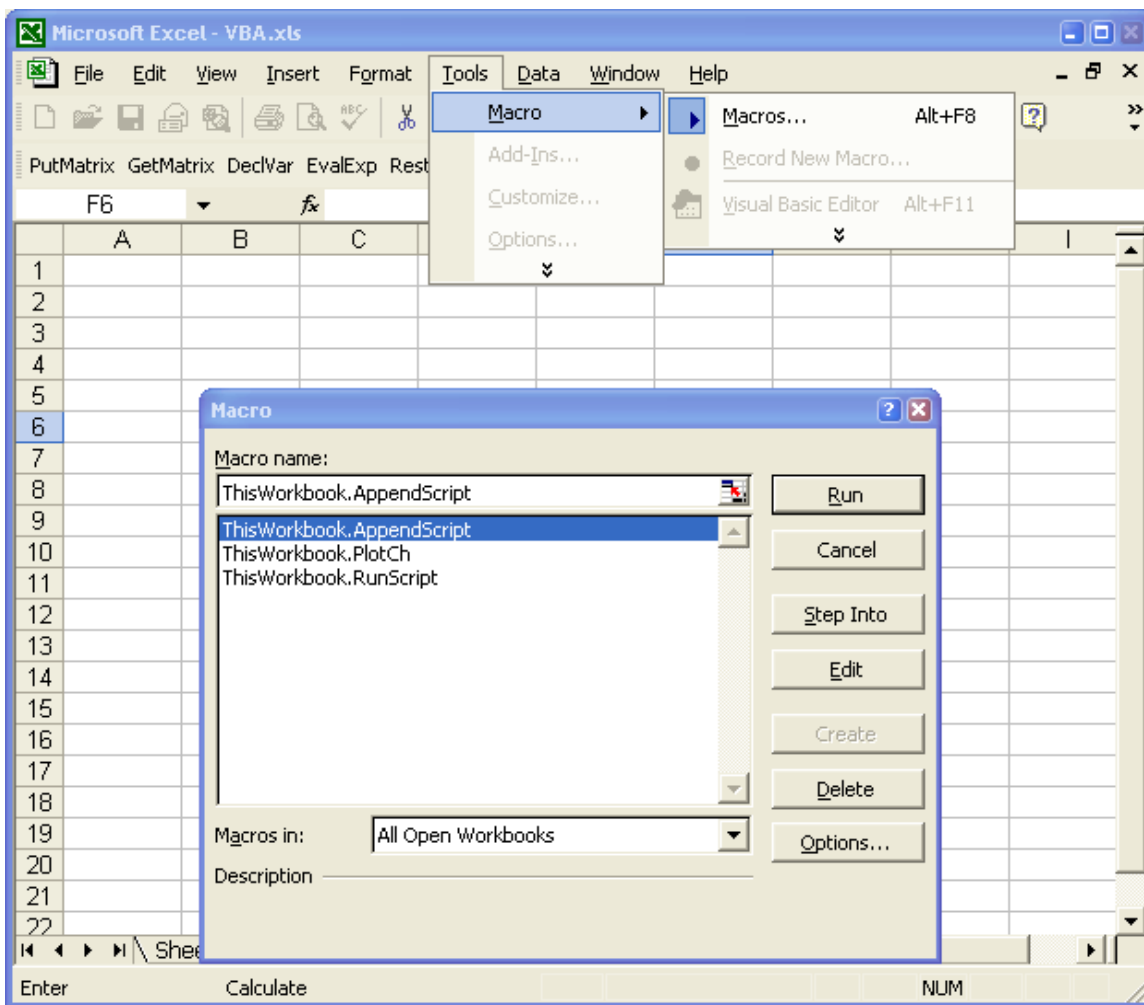 Microsoft Excel - VBA.xls
File Edit View Insert Format Tools Data Window Help
Macro
Macros... Alt+F8
Add-Ins...
Record New Macro...
Customize...
Visual Basic Editor Alt+F11
Options...
ABC
PutMatrix GetMatrix DeclVar EvalExp Rest
F6 fx
A B C I
1
2
3
4
5
6
7
8
9
10
11
12
13
14
15
16
17
18
19
20
21
22
Macro
Macro name:
ThisWorkbook.AppendScript
ThisWorkbook.AppendScript
ThisWorkbook.PlotCh
ThisWorkbook.RunScript
Run
Cancel
Step Into
Edit
Create
Delete
Options...
Macros in: All Open Workbooks
Description
Shee
Enter Calculate NUM